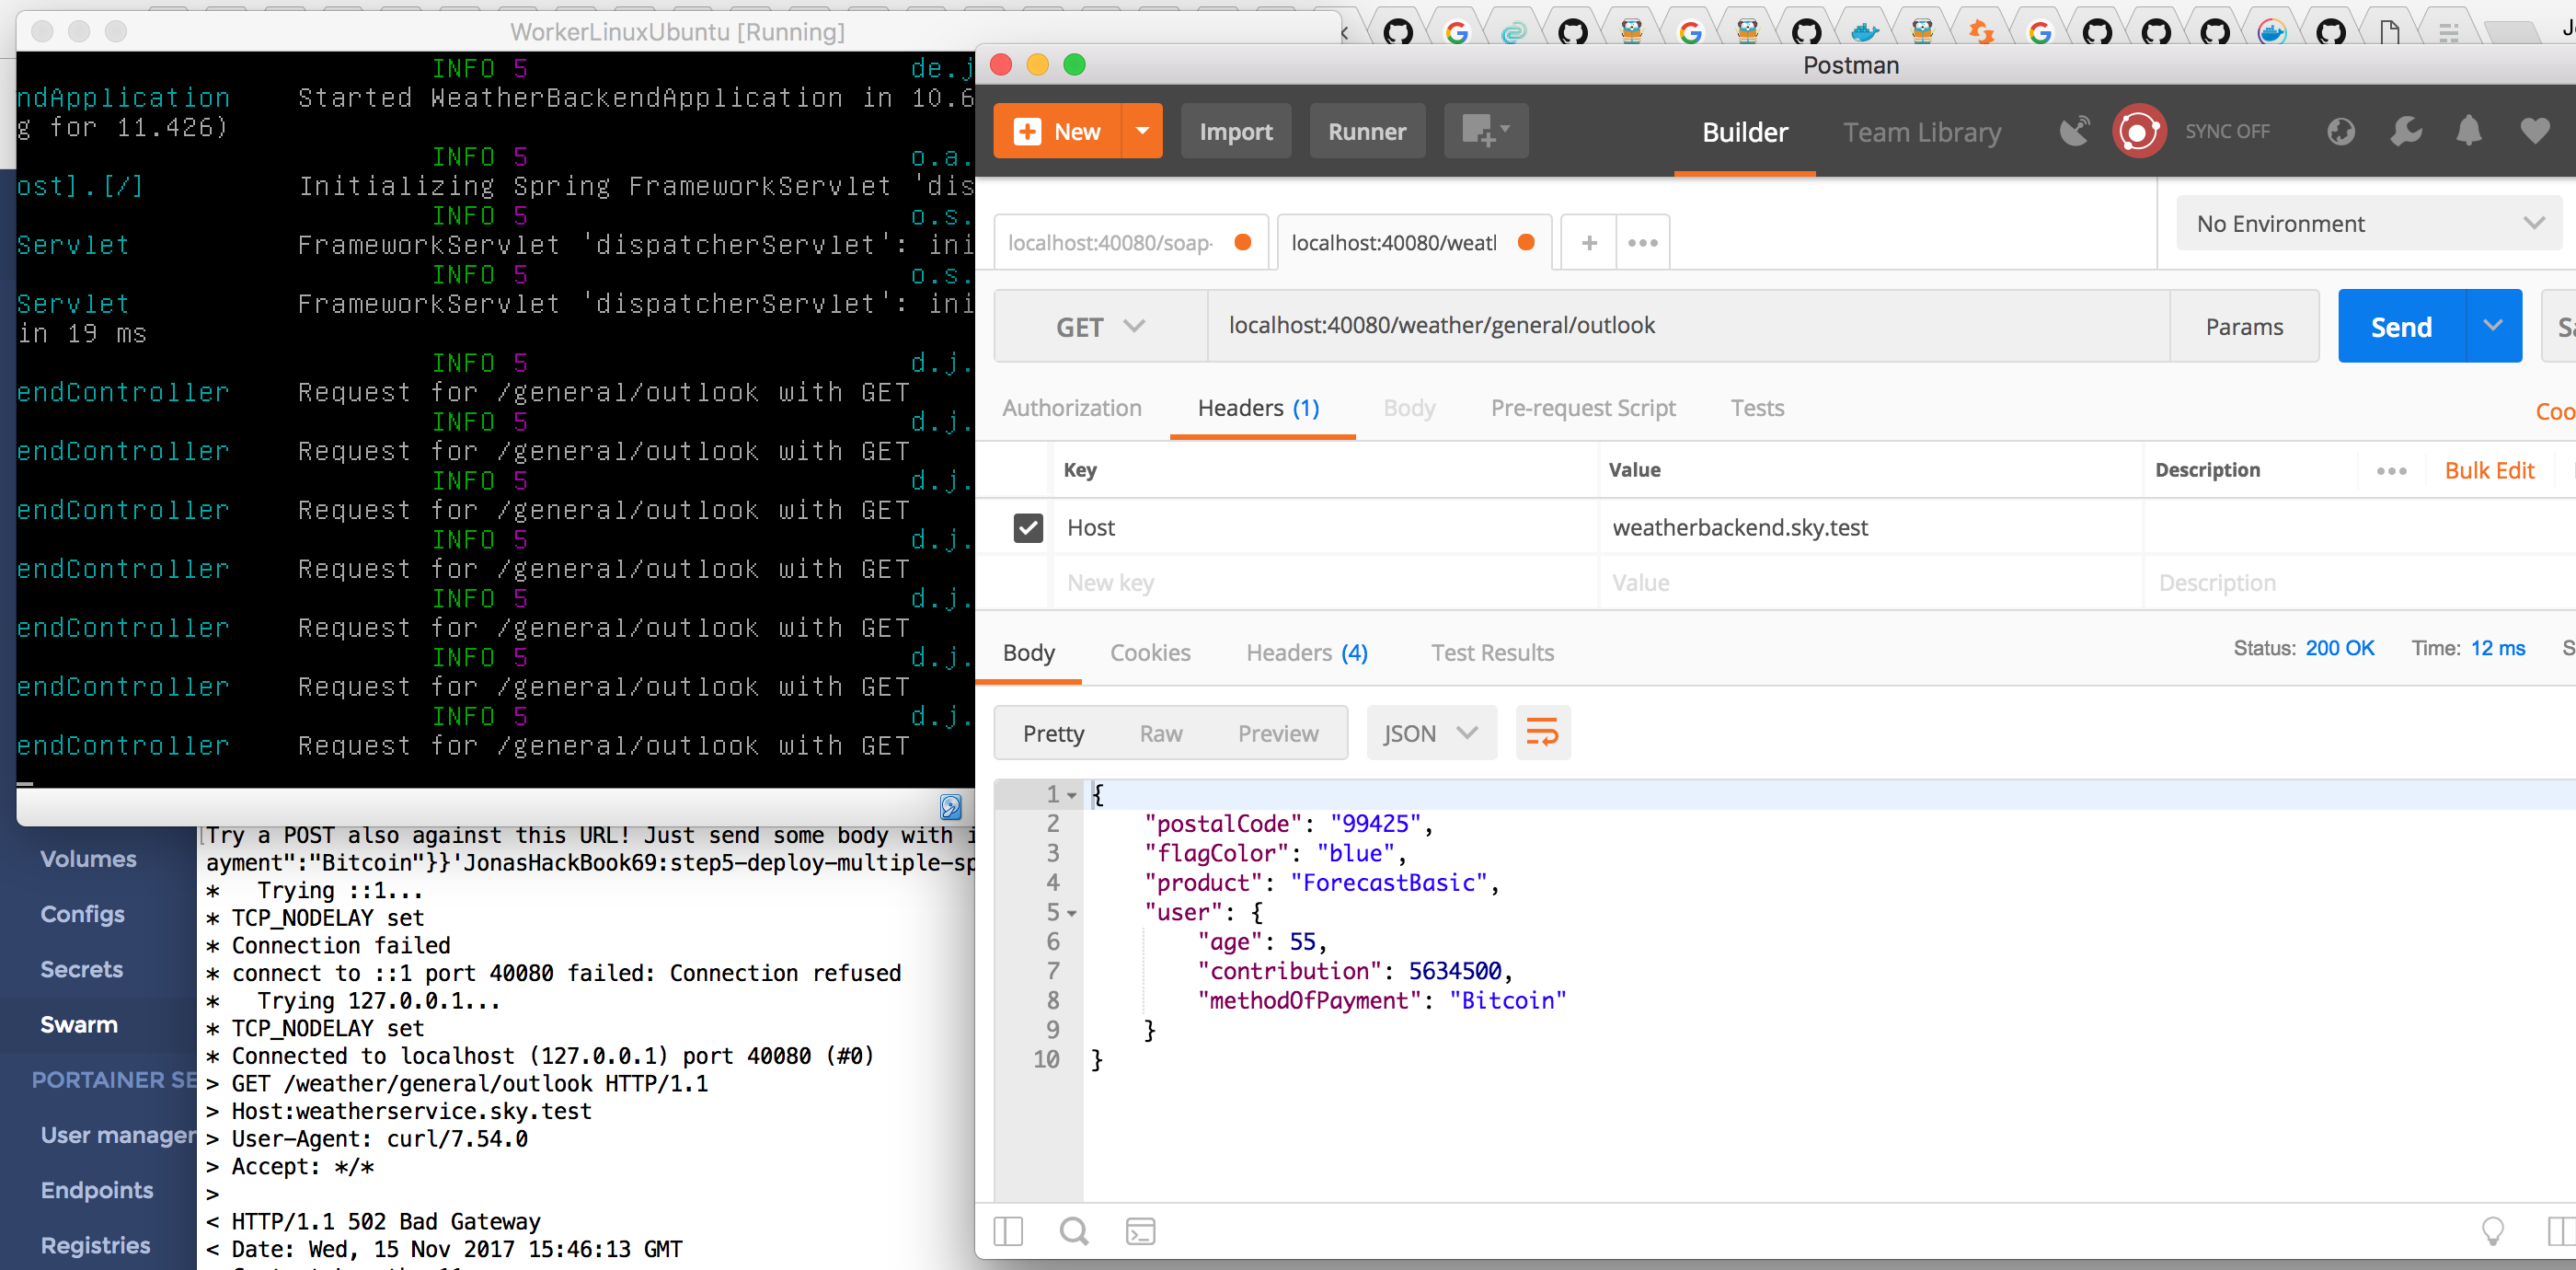 WorkerLinuxUbuntu [Running]
INFO 5 de.j
ndApplication Started WeatherBackendApplication in 10.6
g for 11.426)
INFO 5 o.a.
ost].[/] Initializing Spring FrameworkServlet 'dis
INFO 5 o.s.
Servlet FrameworkServlet 'dispatcherServlet': ini
INFO 5 o.s.
Servlet FrameworkServlet 'dispatcherServlet': ini
in 19 ms
INFO 5 d.j.
endController Request for /general/outlook with GET
INFO 5 d.j.
endController Request for /general/outlook with GET
INFO 5 d.j.
endController Request for /general/outlook with GET
INFO 5 d.j.
endController Request for /general/outlook with GET
INFO 5 d.j.
endController Request for /general/outlook with GET
INFO 5 d.j.
endController Request for /general/outlook with GET
INFO 5 d.j.
endController Request for /general/outlook with GET
Volumes
Configs
Secrets
Swarm
PORTAINER SE
User manager
Endpoints
Registries
Try a POST also against this URL! Just send some body with i
ayment":"Bitcoin"}}'JonasHackBook69:step5-deploy-multiple-sp
* Trying ::1...
* TCP_NODELAY set
* Connection failed
* connect to ::1 port 40080 failed: Connection refused
* Trying 127.0.0.1...
* TCP_NODELAY set
* Connected to localhost (127.0.0.1) port 40080 (#0)
> GET /weather/general/outlook HTTP/1.1
> Host:weatherservice.sky.test
> User-Agent: curl/7.54.0
> Accept: */*
>
< HTTP/1.1 502 Bad Gateway
< Date: Wed, 15 Nov 2017 15:46:13 GMT
Postman
New Import Runner Builder Team Library SYNC OFF
localhost:40080/soap- localhost:40080/weatl + ••• No Environment
GET localhost:40080/weather/general/outlook Params Send Sa
Authorization Headers (1) Body Pre-request Script Tests Coo
Key Value Description ••• Bulk Edit
Host weatherbackend.sky.test
New key Value Description
Body Cookies Headers (4) Test Results Status: 200 OK Time: 12 ms S
Pretty Raw Preview JSON
1 {
2 "postalCode": "99425",
3 "flagColor": "blue",
4 "product": "ForecastBasic",
5 "user": {
6 "age": 55,
7 "contribution": 5634500,
8 "methodOfPayment": "Bitcoin"
9 }
10 }